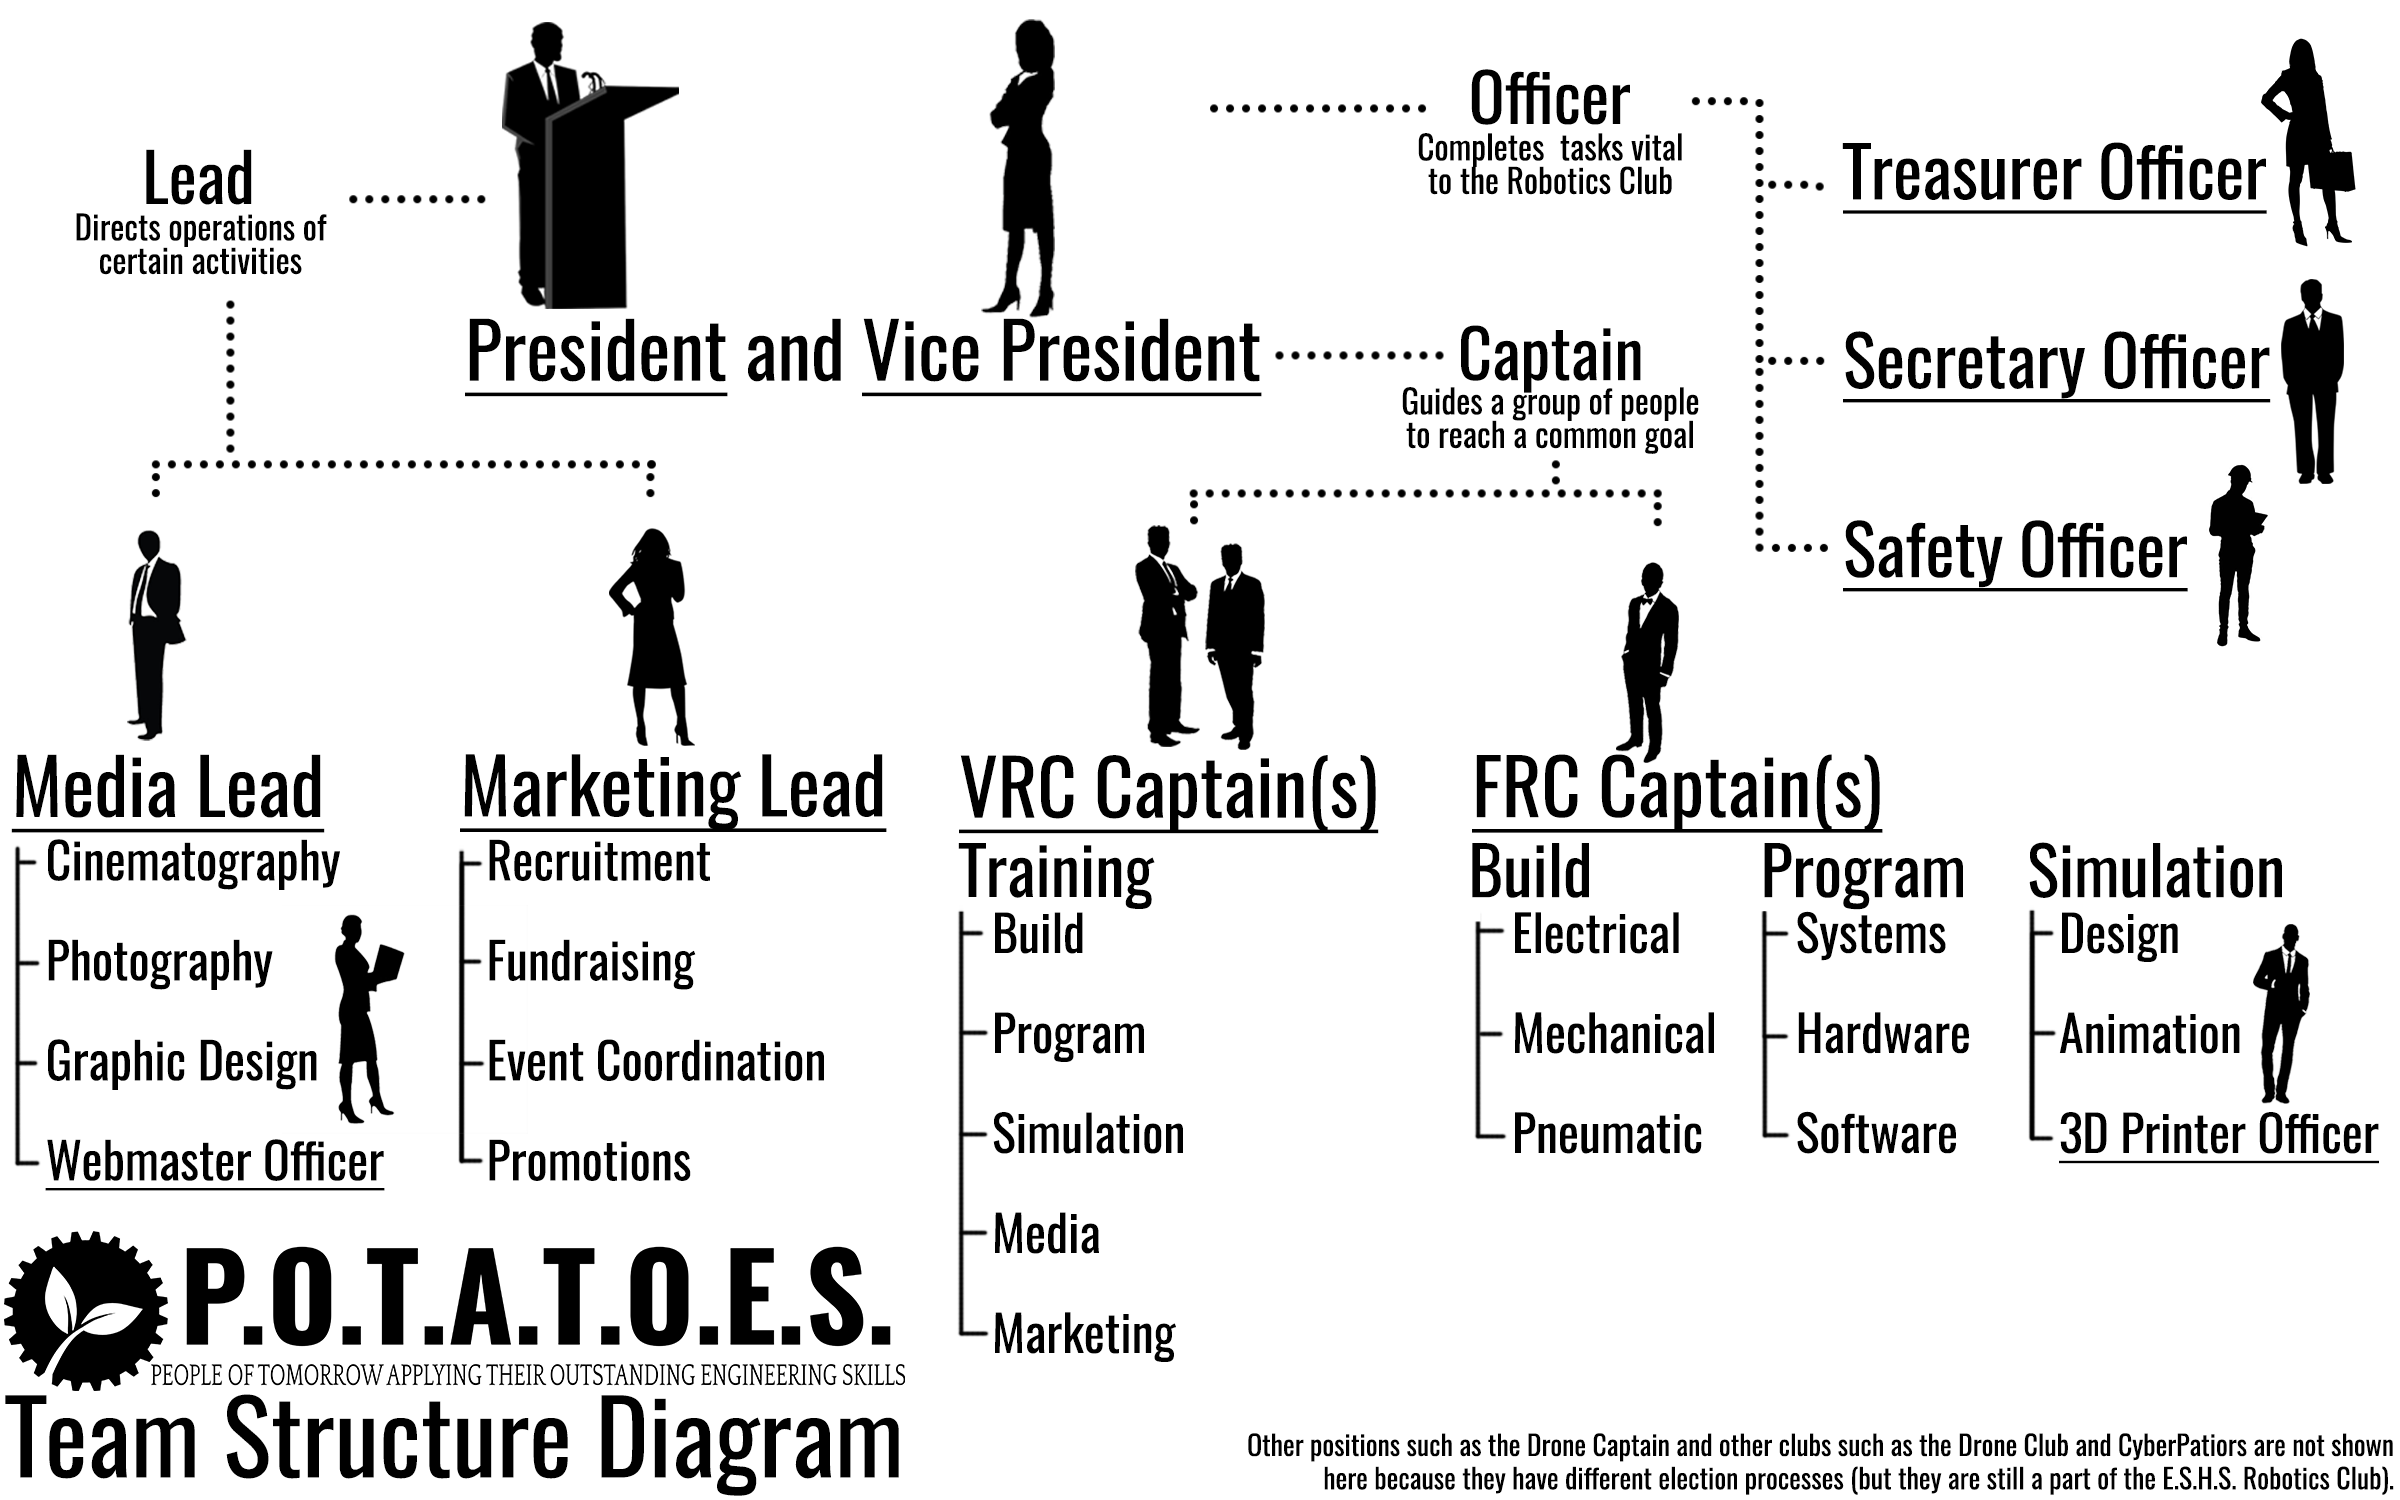 Lead
Directs operations of
certain activities
President and Vice President
Officer
Completes tasks vital
to the Robotics Club
Treasurer Officer
Secretary Officer
Safety Officer
Captain
Guides a group of people
to reach a common goal
Media Lead
Cinematography
Photography
Graphic Design
Webmaster Officer
Marketing Lead
Recruitment
Fundraising
Event Coordination
Promotions
VRC Captain(s)
Training
Build
Program
Simulation
Media
Marketing
FRC Captain(s)
Build
Electrical
Mechanical
Pneumatic
Program
Systems
Hardware
Software
Simulation
Design
Animation
3D Printer Officer
P.O.T.A.T.O.E.S.
PEOPLE OF TOMORROW APPLYING THEIR OUTSTANDING ENGINEERING SKILLS
Team Structure Diagram
Other positions such as the Drone Captain and other clubs such as the Drone Club and CyberPatiors are not shown
here because they have different election processes (but they are still a part of the E.S.H.S. Robotics Club).